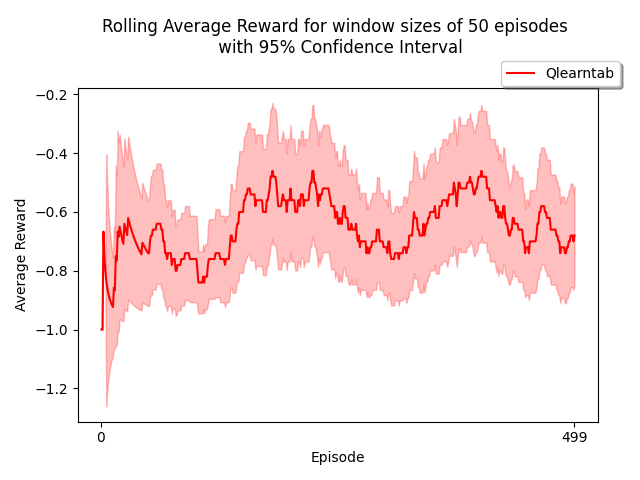 Rolling Average Reward for window sizes of 50 episodes
with 95% Confidence Interval
Qlearntab
−0.2
−0.4
−0.6
−0.8
−1.0
−1.2
Average Reward
0
499
Episode